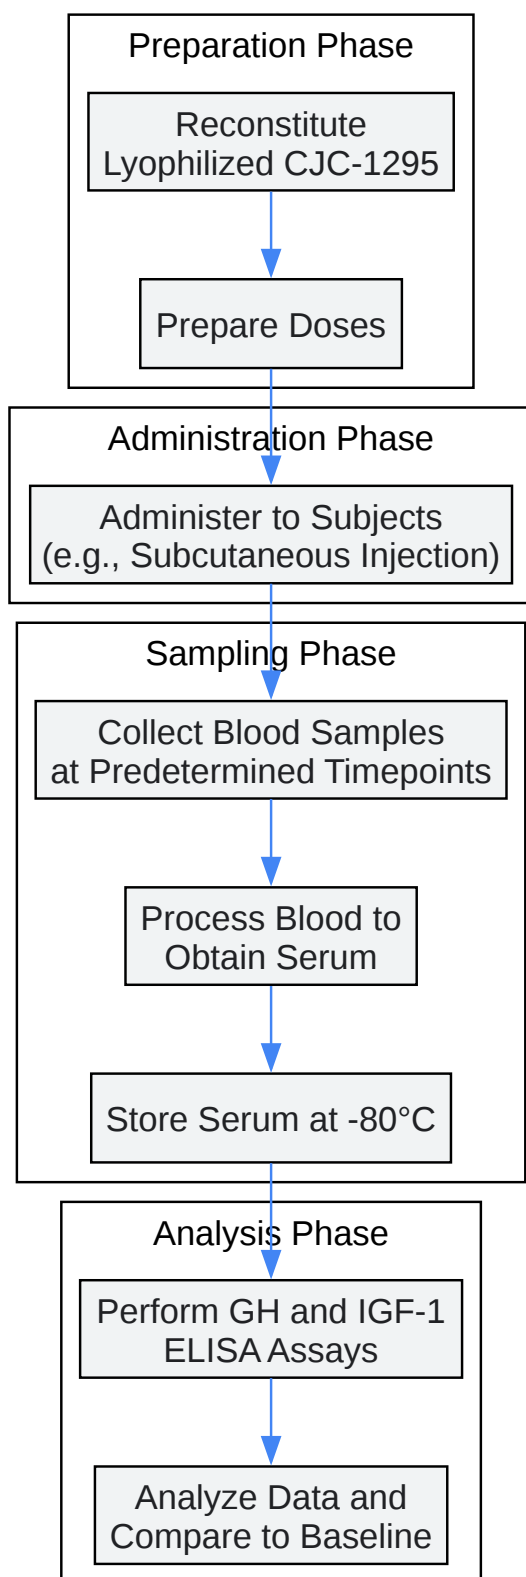 Preparation Phase
Reconstitute
Lyophilized CJC-1295
Prepare Doses
Administration Phase
Administer to Subjects
(e.g., Subcutaneous Injection)
Sampling Phase
Collect Blood Samples
at Predetermined Timepoints
Process Blood to
Obtain Serum
Store Serum at -80°C
Analysis Phase
Perform GH and IGF-1
ELISA Assays
Analyze Data and
Compare to Baseline